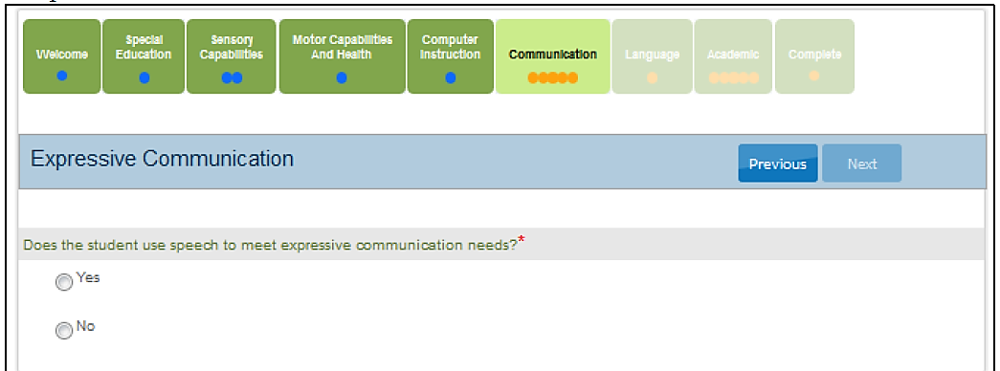 Welcome
Special
Education
Sensory
Capabilities
Motor Capabilities
And Health
Computer
Instruction
Communication
Language
Academic
Complete
Expressive Communication
Previous
Next
Does the student use speech to meet expressive communication needs?*
Yes
No